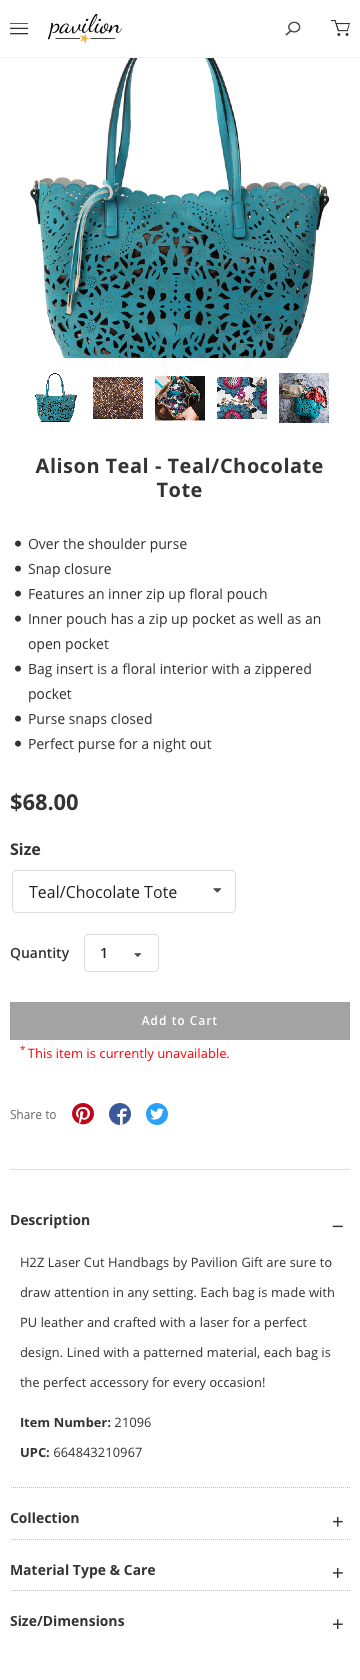 pavilion
Alison Teal - Teal/Chocolate
Tote
Over the shoulder purse
Snap closure
Features an inner zip up floral pouch
Inner pouch has a zip up pocket as well as an
open pocket
Bag insert is a floral interior with a zippered
pocket
Purse snaps closed
Perfect purse for a night out
$68.00
Size
Teal/Chocolate Tote
Quantity 1
Add to Cart
* This item is currently unavailable.
Share to
Description
H2Z Laser Cut Handbags by Pavilion Gift are sure to
draw attention in any setting. Each bag is made with
PU leather and crafted with a laser for a perfect
design. Lined with a patterned material, each bag is
the perfect accessory for every occasion!
Item Number: 21096
UPC: 664843210967
Collection
Material Type & Care
Size/Dimensions